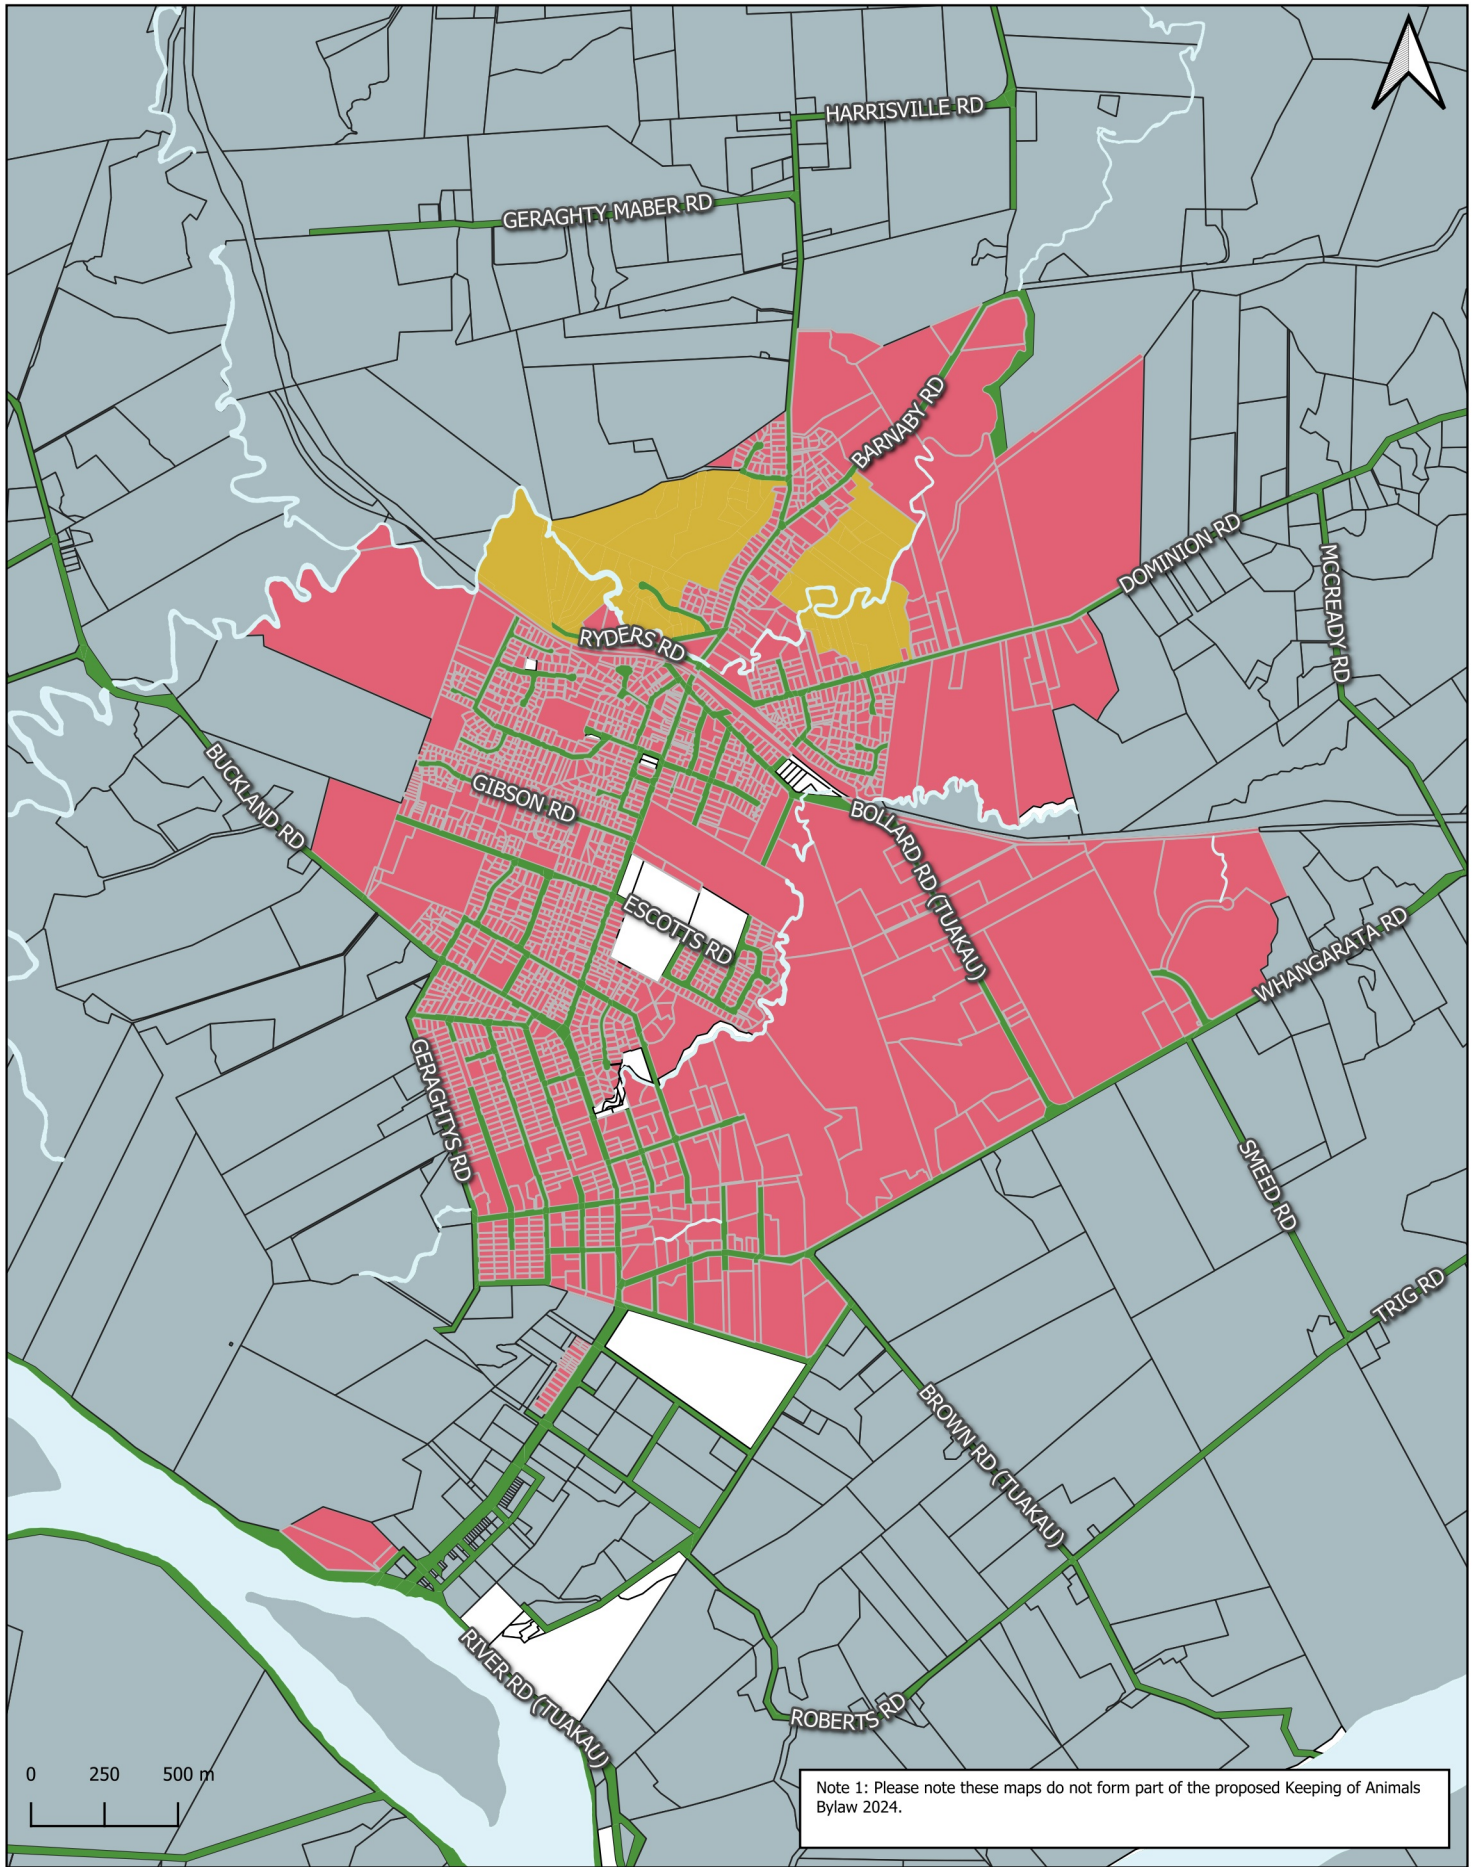 HARRISVILLE RD
GERAGHTY MABER RD
BARNABY RD
DOMINION RD
MCCREADY RD
RYDERS RD
BUCKLAND RD
GIBSON RD
BOLLARD RD (TUAKAU)
ESCOTTS RD
WHANGARATA RD
GERAGHTYS RD
SMEED RD
TRIG RD
BROWN RD (TUAKAU)
RIVER RD (TUAKAU)
ROBERTS RD
0 250 500 m
Note 1: Please note these maps do not form part of the proposed Keeping of Animals
Bylaw 2024.